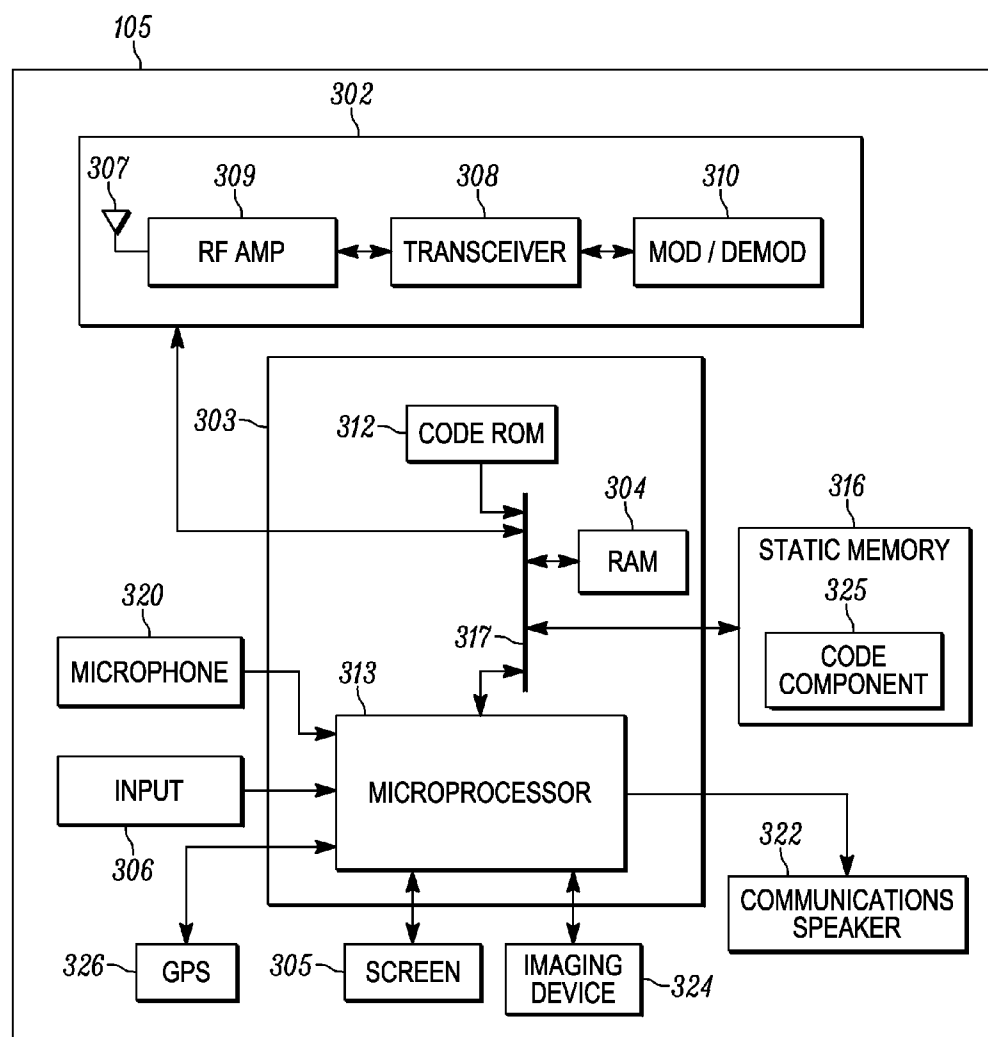 105
302
307
309
308
310
RF AMP
TRANSCEIVER
MOD / DEMOD
303
312
CODE ROM
304
RAM
316
STATIC MEMORY
325
CODE
COMPONENT
320
MICROPHONE
317
313
MICROPROCESSOR
INPUT
306
322
COMMUNICATIONS
SPEAKER
326
GPS
305
SCREEN
IMAGING
DEVICE
324